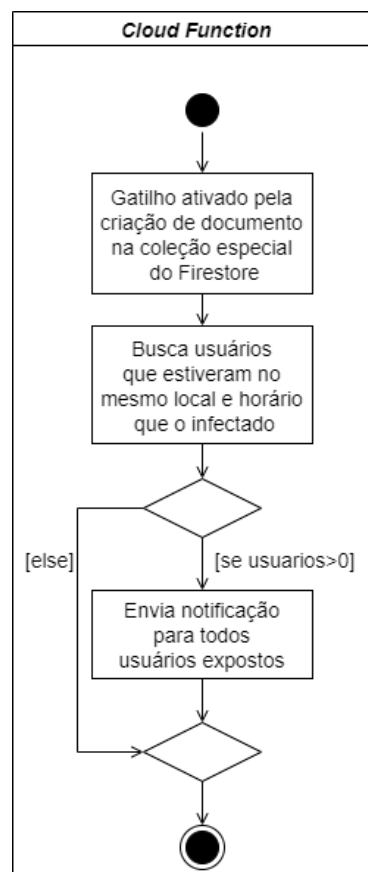 Cloud Function
Gatilho ativado pela
criação de documento
na coleção especial
do Firestore
Busca usuários
que estiveram no
mesmo local e horário
que o infectado
[else]
[se usuarios>0]
Envia notificação
para todos
usuários expostos